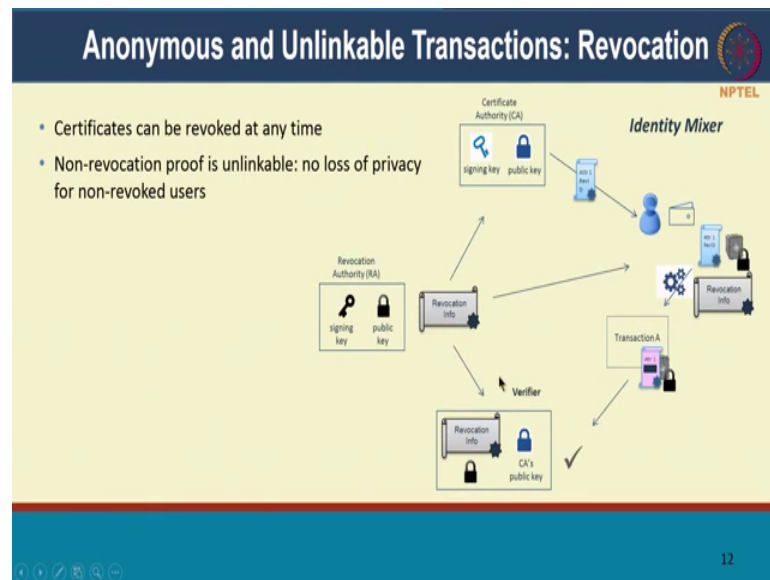 Anonymous and Unlinkable Transactions: Revocation
NPTEL
• Certificates can be revoked at any time
• Non-revocation proof is unlinkable: no loss of privacy
for non-revoked users
Certificate
Authority (CA)
signing key
public key
Identity Mixer
Revocation
Authority (RA)
signing
key
public
key
Revocation
Info
Revocation
Info
Transaction A
Verifier
Revocation
Info
CA's
public key
12